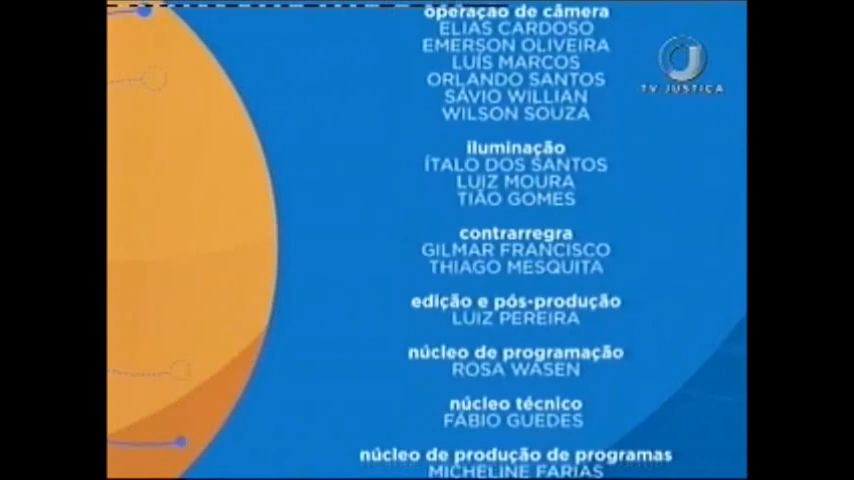 operação de câmera
ELIAS CARDOSO
EMERSON OLIVEIRA
LUÍS MARCOS
ORLANDO SANTOS
SÁVIO WILLIAN
WILSON SOUZA
TV JUSTIÇA
iluminação
ÍTALO DOS SANTOS
LUIZ MOURA
TIÃO GOMES
contrarregra
GILMAR FRANCISCO
THIAGO MESQUITA
edição e pós-produção
LUIZ PEREIRA
núcleo de programação
ROSA WASEN
núcleo técnico
FÁBIO GUEDES
núcleo de produção de programas
MICHELINE FARIAS